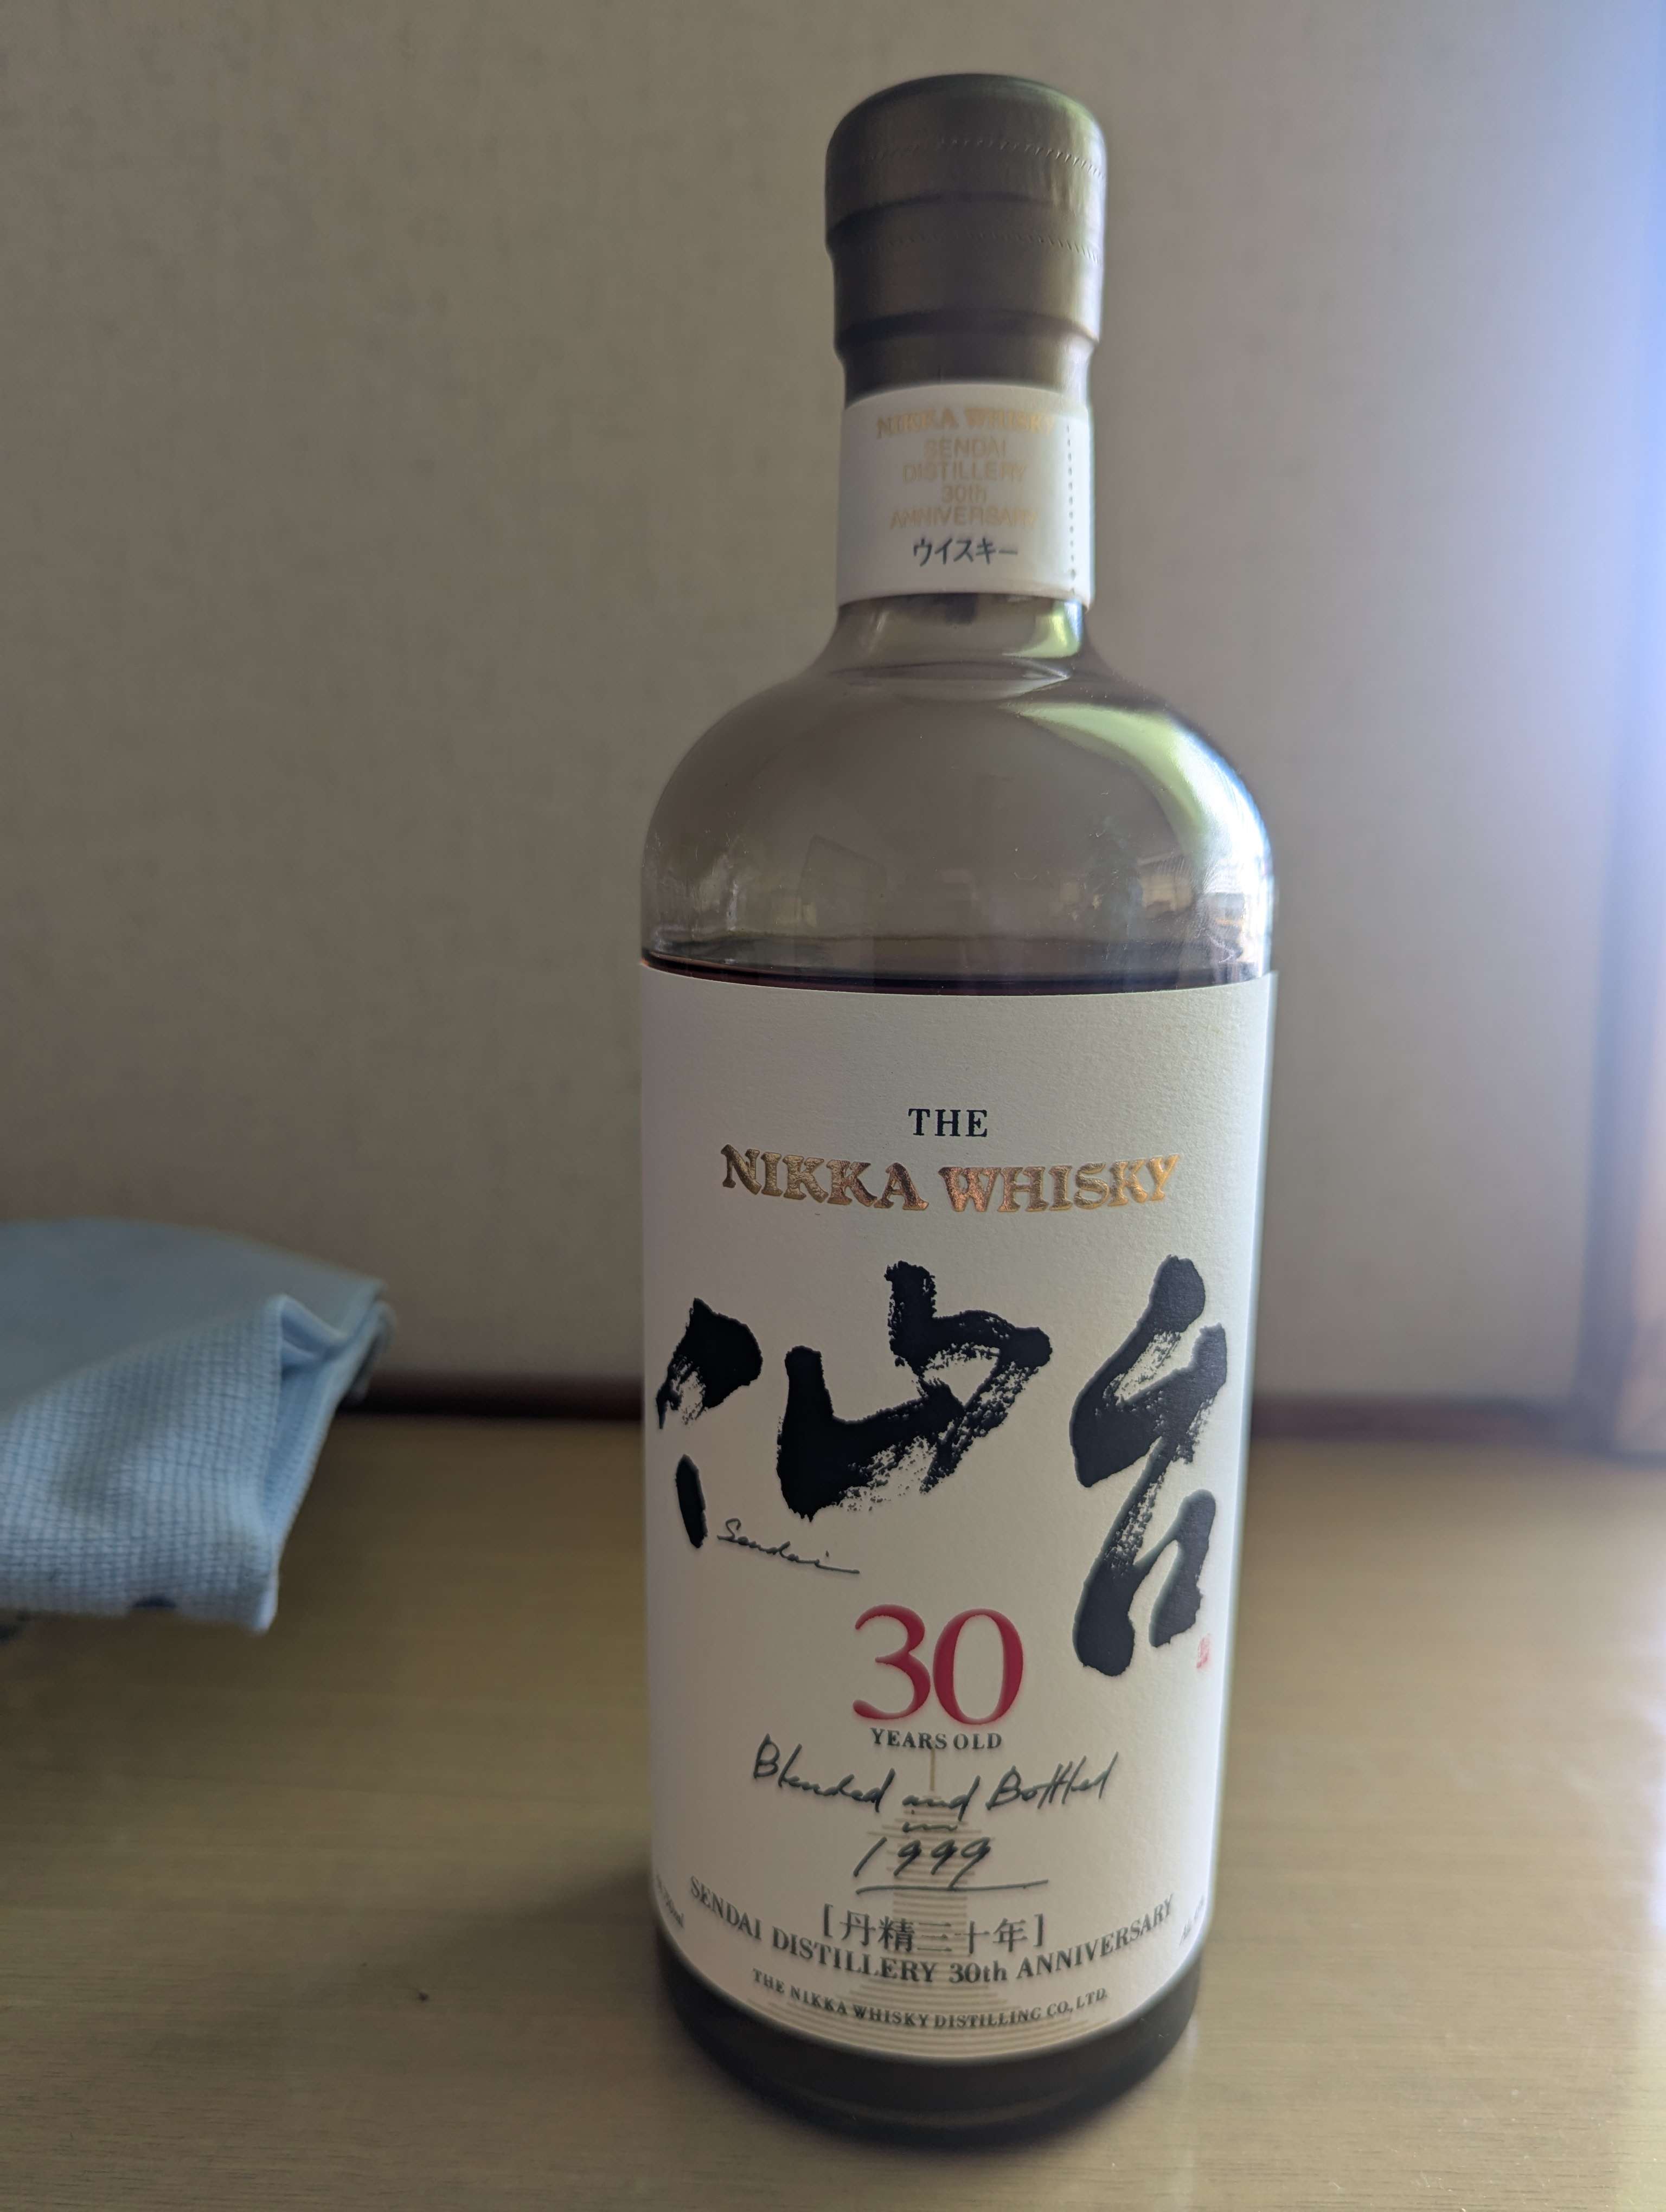 NIKKA WHISKY
SENDAI
DISTILLERY
30th
ANNIVERSARY
ウイスキー
THE
NIKKA WHISKY
仙台
Sendai
30
YEARS OLD
Blended and Bottled
in
1999
[丹精三十年]
SENDAI DISTILLERY 30th ANNIVERSARY
THE NIKKA WHISKY DISTILLING CO., LTD.